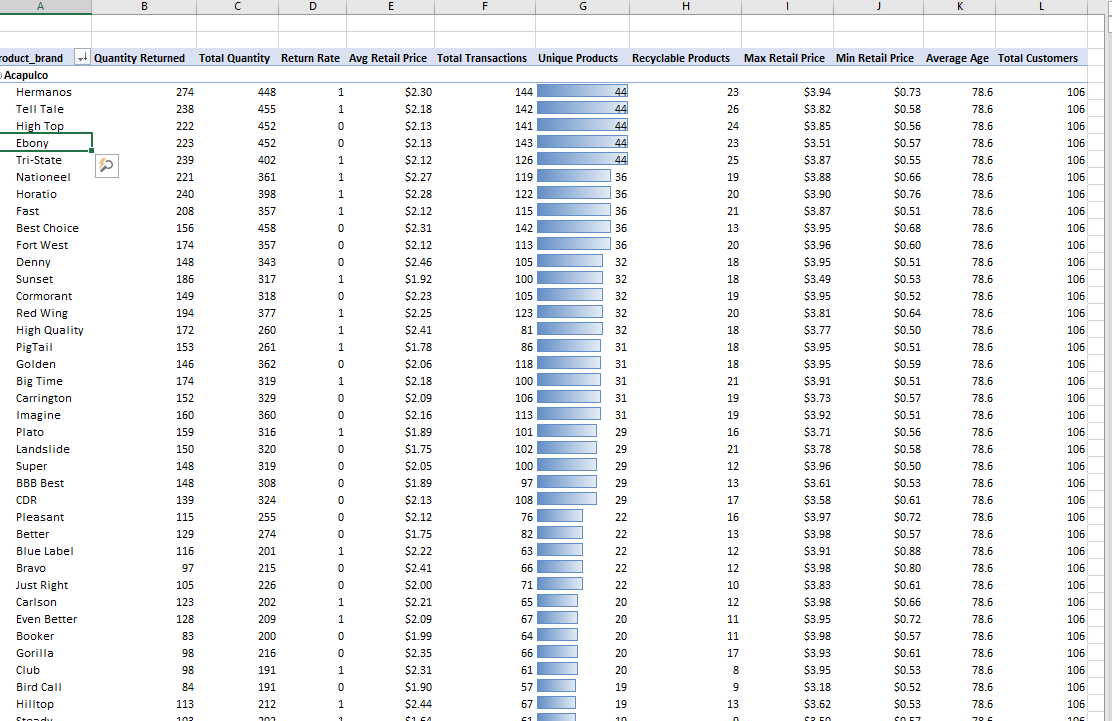 A B C D E F G H I J K L
roduct_brand Quantity Returned Total Quantity Return Rate Avg Retail Price Total Transactions Unique Products Recyclable Products Max Retail Price Min Retail Price Average Age Total Customers
Acapulco
Hermanos 274 448 1 $2.30 144 44 23 $3.94 $0.73 78.6 106
Tell Tale 238 455 1 $2.18 142 44 26 $3.82 $0.58 78.6 106
High Top 222 452 0 $2.13 141 44 24 $3.85 $0.56 78.6 106
Ebony 223 452 0 $2.13 143 44 23 $3.51 $0.57 78.6 106
Tri-State 239 402 1 $2.12 126 44 25 $3.87 $0.55 78.6 106
Nationeel 221 361 1 $2.27 119 36 19 $3.88 $0.66 78.6 106
Horatio 240 398 1 $2.28 122 36 20 $3.90 $0.76 78.6 106
Fast 208 357 1 $2.12 115 36 21 $3.87 $0.51 78.6 106
Best Choice 156 458 0 $2.31 142 36 13 $3.95 $0.68 78.6 106
Fort West 174 357 0 $2.12 113 36 20 $3.96 $0.60 78.6 106
Denny 148 343 0 $2.46 105 32 18 $3.95 $0.51 78.6 106
Sunset 186 317 1 $1.92 100 32 18 $3.49 $0.53 78.6 106
Cormorant 149 318 0 $2.23 105 32 19 $3.95 $0.52 78.6 106
Red Wing 194 377 1 $2.25 123 32 20 $3.81 $0.64 78.6 106
High Quality 172 260 1 $2.41 81 32 18 $3.77 $0.50 78.6 106
PigTail 153 261 1 $1.78 86 31 18 $3.95 $0.51 78.6 106
Golden 146 362 0 $2.06 118 31 18 $3.95 $0.59 78.6 106
Big Time 174 319 1 $2.18 100 31 21 $3.91 $0.51 78.6 106
Carrington 152 329 0 $2.09 106 31 19 $3.73 $0.57 78.6 106
Imagine 160 360 0 $2.16 113 31 19 $3.92 $0.51 78.6 106
Plato 159 316 1 $1.89 101 29 16 $3.71 $0.56 78.6 106
Landslide 150 320 0 $1.75 102 29 21 $3.78 $0.58 78.6 106
Super 148 319 0 $2.05 100 29 12 $3.96 $0.50 78.6 106
BBB Best 148 308 0 $1.89 97 29 13 $3.61 $0.53 78.6 106
CDR 139 324 0 $2.13 108 29 17 $3.58 $0.61 78.6 106
Pleasant 115 255 0 $2.12 76 22 16 $3.97 $0.72 78.6 106
Better 129 274 0 $1.75 82 22 13 $3.98 $0.57 78.6 106
Blue Label 116 201 1 $2.22 63 22 12 $3.91 $0.88 78.6 106
Bravo 97 215 0 $2.41 66 22 12 $3.98 $0.80 78.6 106
Just Right 105 226 0 $2.00 71 22 10 $3.83 $0.61 78.6 106
Carlson 123 202 1 $2.21 65 20 12 $3.98 $0.66 78.6 106
Even Better 128 209 1 $2.09 67 20 11 $3.95 $0.72 78.6 106
Booker 83 200 0 $1.99 64 20 11 $3.98 $0.57 78.6 106
Gorilla 98 216 0 $2.35 66 20 17 $3.93 $0.61 78.6 106
Club 98 191 1 $2.31 61 20 8 $3.95 $0.53 78.6 106
Bird Call 84 191 0 $1.90 57 19 9 $3.18 $0.52 78.6 106
Hilltop 113 212 1 $2.44 67 19 13 $3.62 $0.53 78.6 106